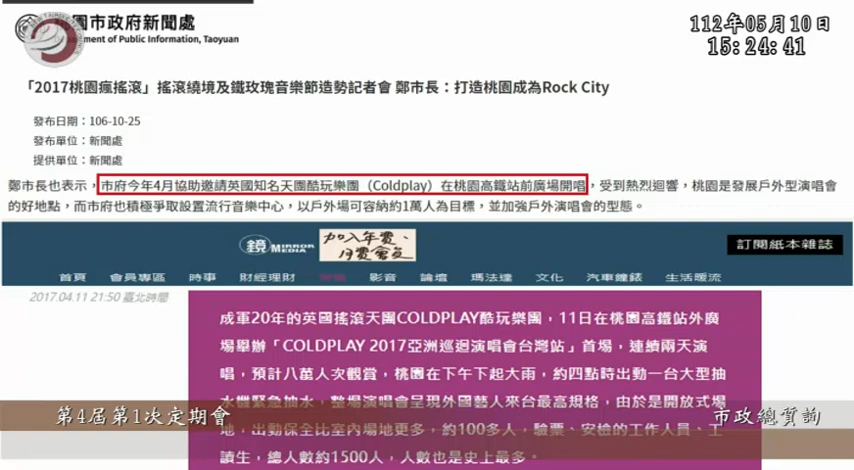 園市政府新聞處
ment of Public Information, Taoyuan
112年05月10日
15:24:41
「2017桃園瘋搖滾」搖滾繞境及鐵玫瑰音樂節造勢記者會 鄭市長：打造桃園成為Rock City
發布日期：106-10-25
發布單位：新聞處
提供單位：新聞處
鄭市長也表示，市府今年4月協助邀請英國知名天團酷玩樂團（Coldplay）在桃園高鐵站前廣場開唱，受到熱烈迴響，桃園是發展戶外型演唱會
的好地點，而市府也積極爭取設置流行音樂中心，以戶外場可容納約1萬人為目標，並加強戶外演唱會的型態。
鏡 MIRROR MEDIA
加入年費、
月費會員
訂閱紙本雜誌
首頁 會員專區 時事 財經理財 影音 論壇 瑪法達 文化 汽車鐘錶 生活暖流
2017.04.11 21:50 臺北時間
成軍20年的英國搖滾天團COLDPLAY酷玩樂團，11日在桃園高鐵站外廣
場舉辦「COLDPLAY 2017亞洲巡迴演唱會台灣站」首場，連續兩天演
唱，預計八萬人次觀賞，桃園在下午下起大雨，約四點時出動一台大型抽
水機緊急抽水，整場演唱會呈現外國藝人來台最高規格，由於是開放式場
地，出動保全比室內場地更多，約100多人，驗票、安檢的工作人員、工
讀生，總人數約1500人，人數也是史上最多。
第4屆第1次定期會
市政總質詢